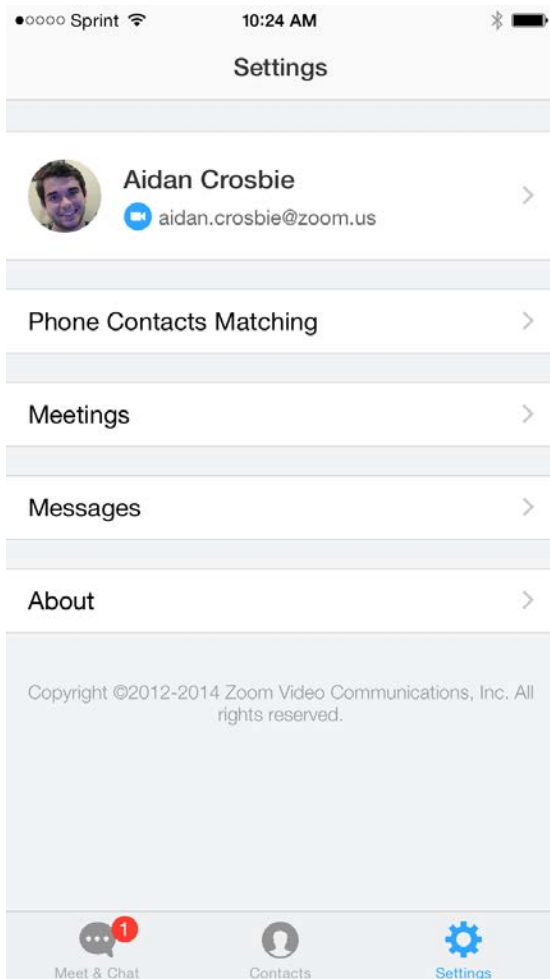 Sprint 10:24 AM
Settings
Aidan Crosbie
aidan.crosbie@zoom.us
Phone Contacts Matching
Meetings
Messages
About
Copyright ©2012-2014 Zoom Video Communications, Inc. All
rights reserved.
1
Meet & Chat Contacts Settings